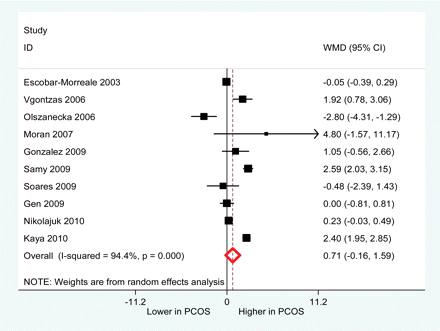 Study
ID WMD (95% CI)
Escobar-Morreale 2003 -0.05 (-0.39, 0.29)
Vgontzas 2006 1.92 (0.78, 3.06)
Olszanecka 2006 -2.80 (-4.31, -1.29)
Moran 2007 4.80 (-1.57, 11.17)
Gonzalez 2009 1.05 (-0.56, 2.66)
Samy 2009 2.59 (2.03, 3.15)
Soares 2009 -0.48 (-2.39, 1.43)
Gen 2009 0.00 (-0.81, 0.81)
Nikolajuk 2010 0.23 (-0.03, 0.49)
Kaya 2010 2.40 (1.95, 2.85)
Overall (I-squared = 94.4%, p = 0.000) 0.71 (-0.16, 1.59)
NOTE: Weights are from random effects analysis
-11.2 0 11.2
Lower in PCOS Higher in PCOS